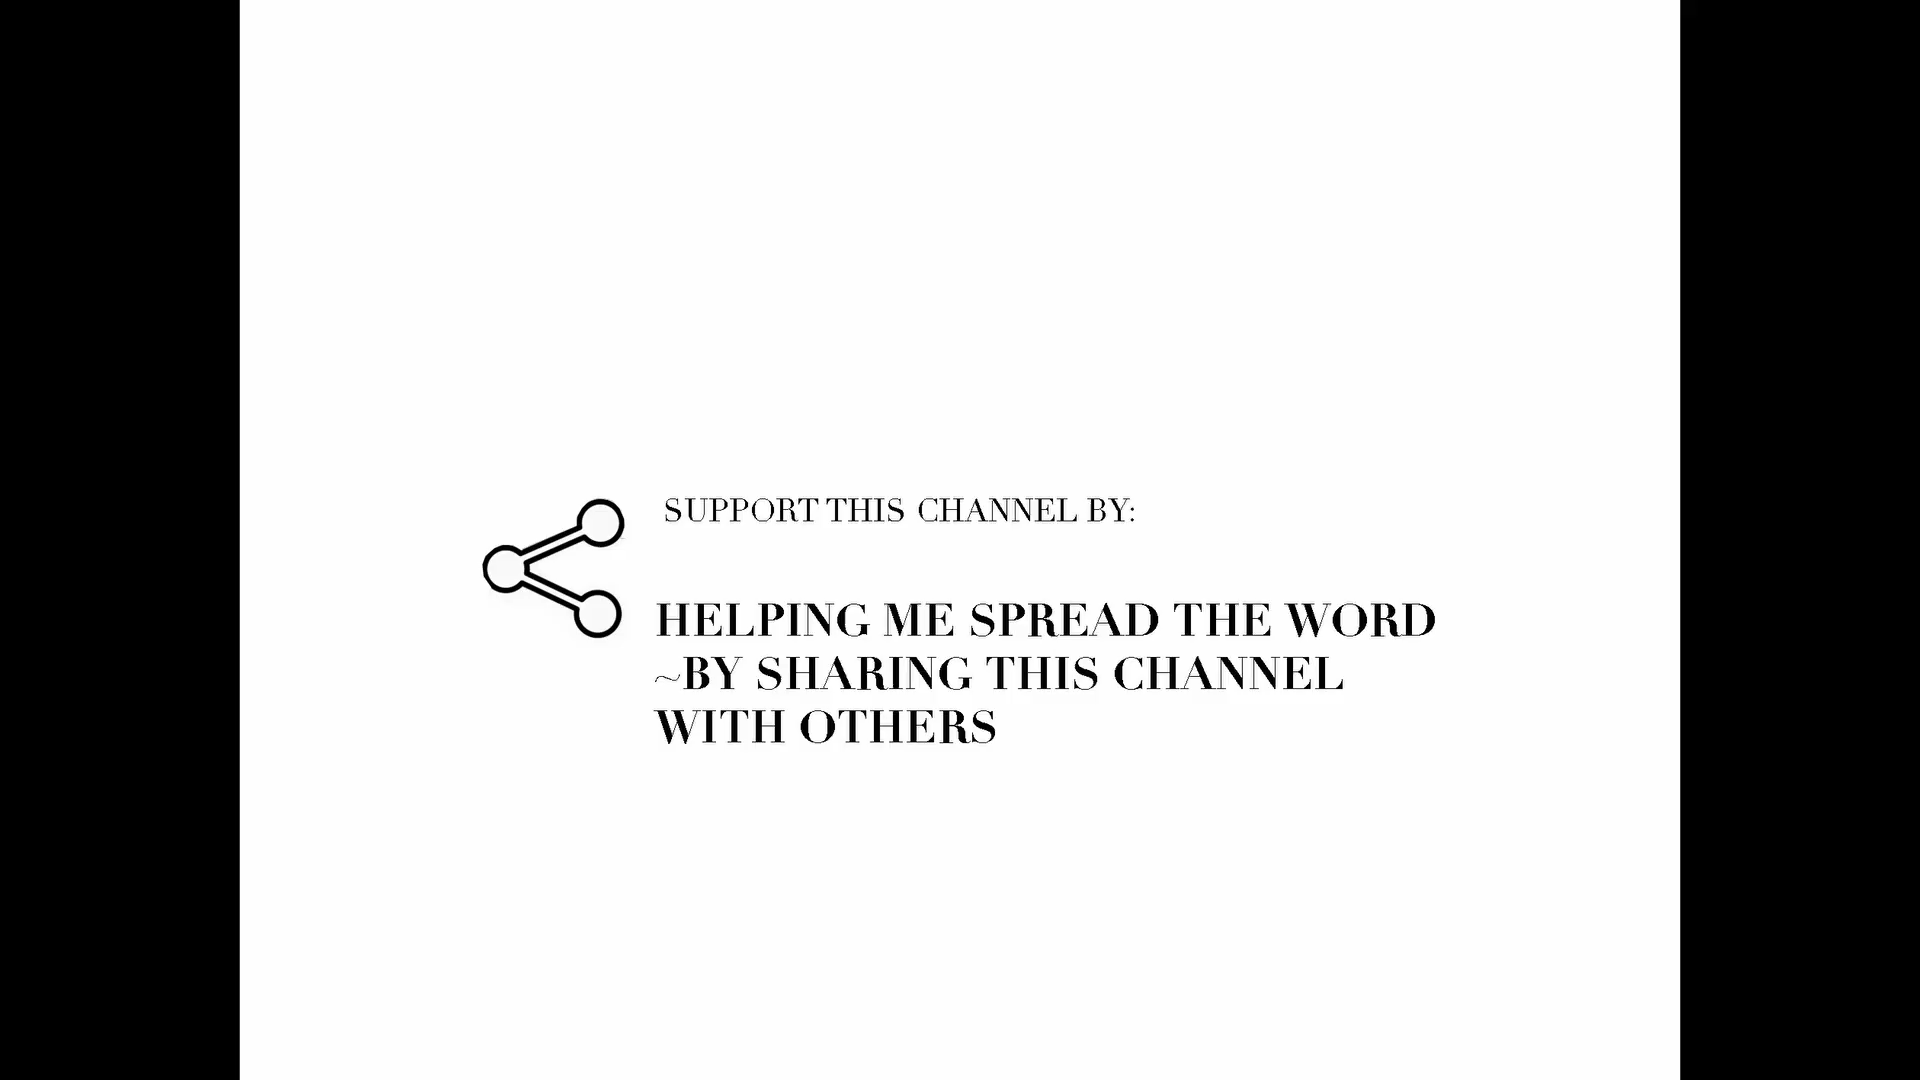 SUPPORT THIS CHANNEL BY:
HELPING ME SPREAD THE WORD
~BY SHARING THIS CHANNEL
WITH OTHERS